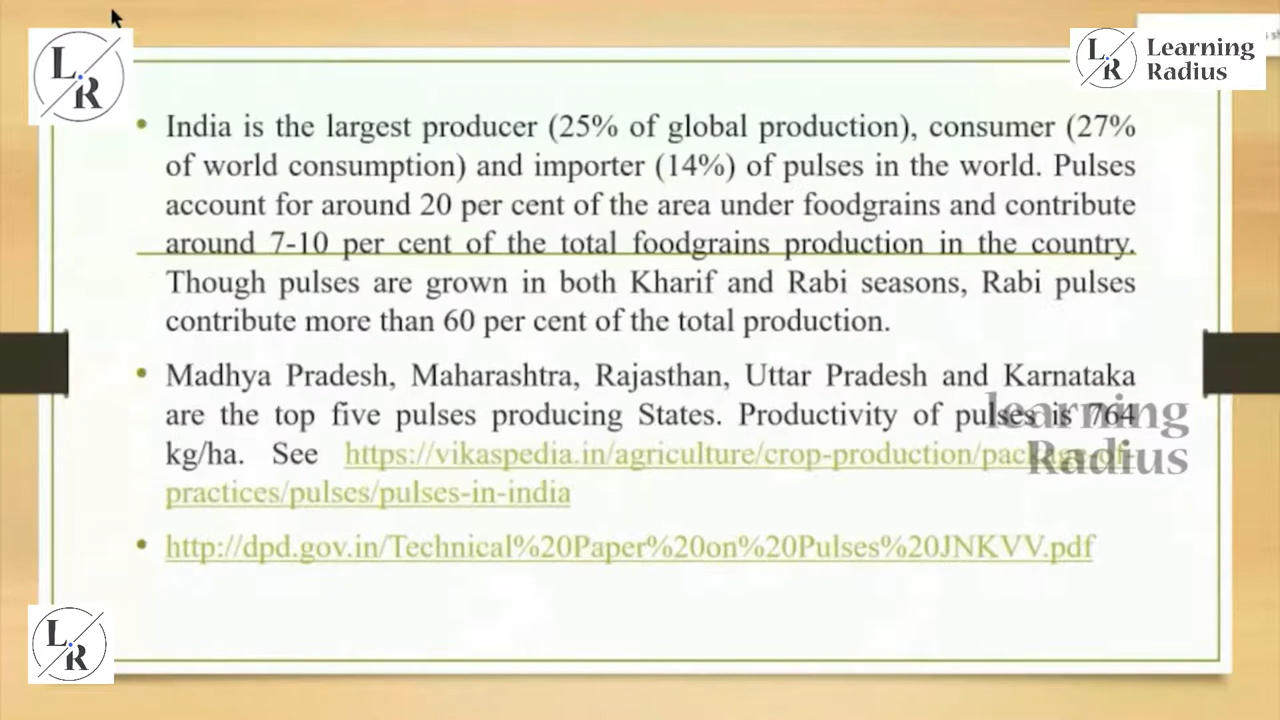 L.R
L.R
Learning
Radius
India is the largest producer (25% of global production), consumer (27%
of world consumption) and importer (14%) of pulses in the world. Pulses
account for around 20 per cent of the area under foodgrains and contribute
around 7-10 per cent of the total foodgrains production in the country.
Though pulses are grown in both Kharif and Rabi seasons, Rabi pulses
contribute more than 60 per cent of the total production.
Madhya Pradesh, Maharashtra, Rajasthan, Uttar Pradesh and Karnataka
are the top five pulses producing States. Productivity of pulses is 764
kg/ha. See https://vikaspedia.in/agriculture/crop-production/package-of-
practices/pulses/pulses-in-india
http://dpd.gov.in/Technical%20Paper%20on%20Pulses%20JNKVV.pdf
learning
Radius
L.R